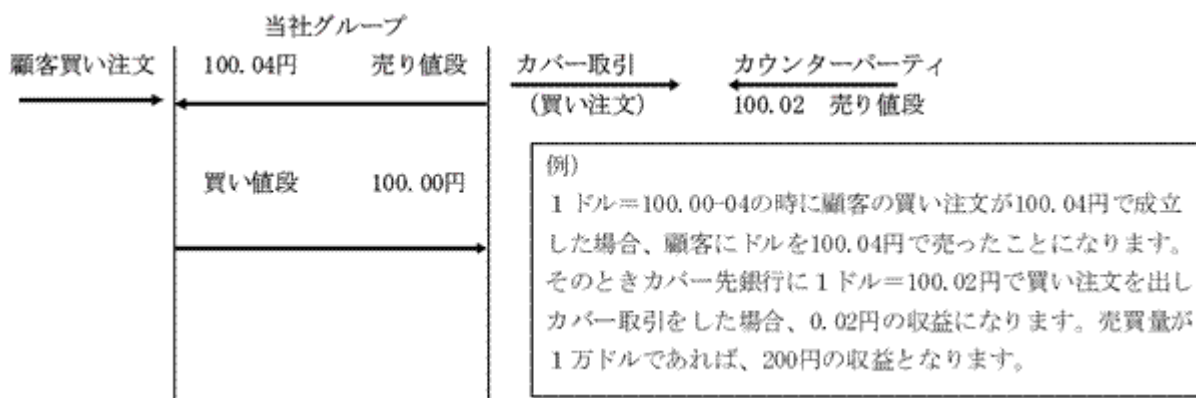 当社グループ
顧客買い注文 100.04円 売り値段 カバー取引 カウンターパーティ
(買い注文) 100.02 売り値段
買い値段 100.00円
例)
1ドル=100.00-04の時に顧客の買い注文が100.04円で成立
した場合、顧客にドルを100.04円で売ったことになります。
そのときカバー先銀行に1ドル=100.02円で買い注文を出し
カバー取引をした場合、0.02円の収益になります。売買量が
1万ドルであれば、200円の収益となります。